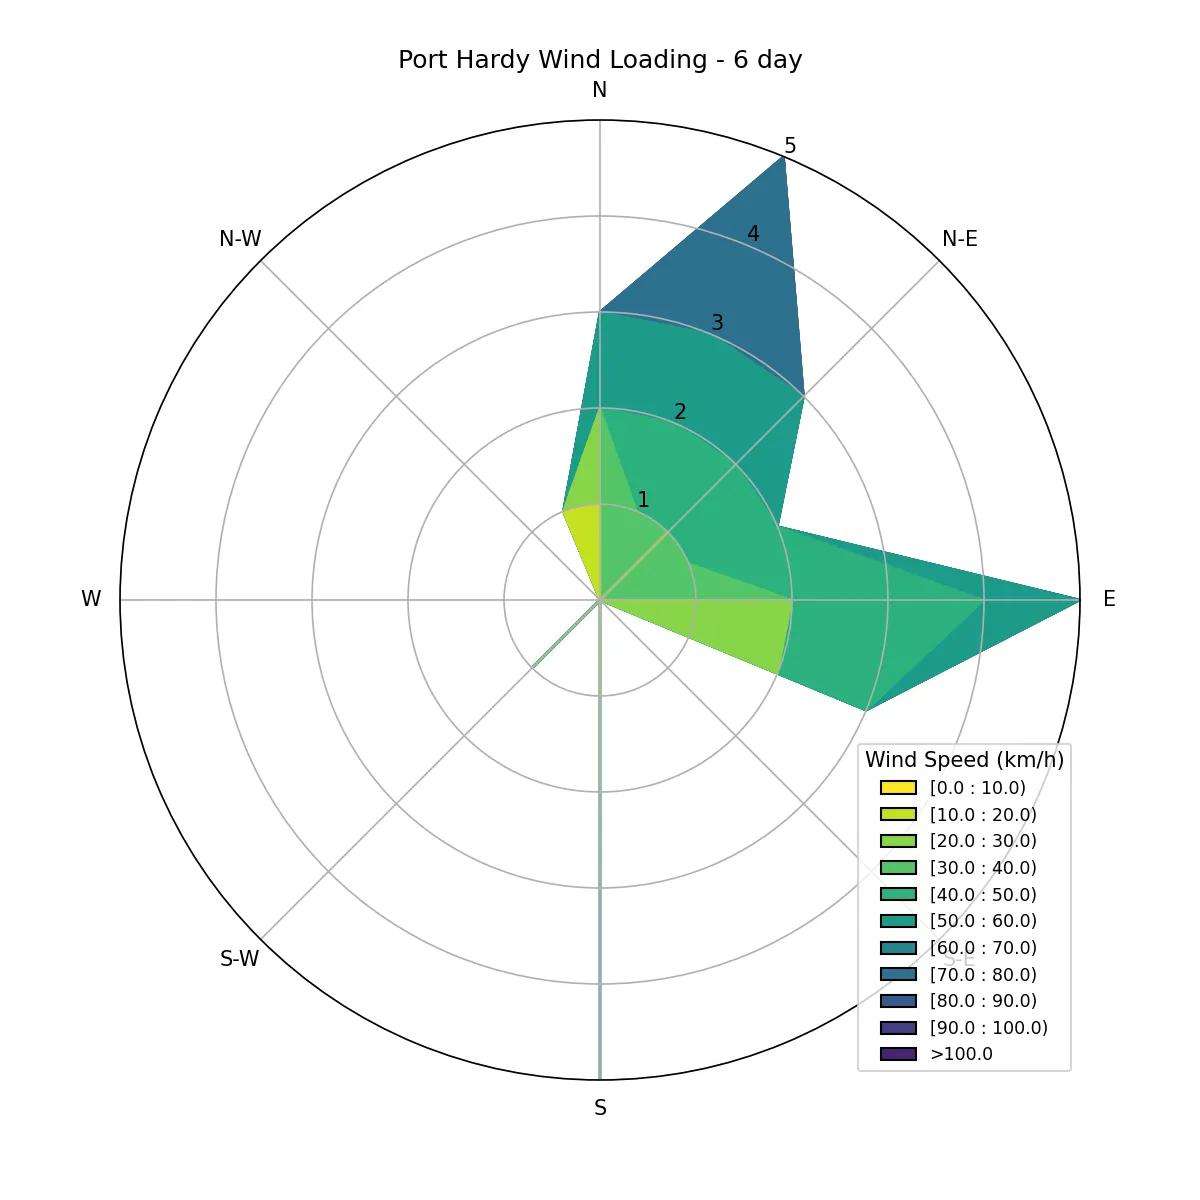 Port Hardy Wind Loading - 6 day
N
5
N-W
4
N-E
3
2
1
W
E
Wind Speed (km/h)
[0.0 : 10.0)
[10.0 : 20.0)
[20.0 : 30.0)
[30.0 : 40.0)
[40.0 : 50.0)
[50.0 : 60.0)
[60.0 : 70.0)
[70.0 : 80.0)
[80.0 : 90.0)
[90.0 : 100.0)
>100.0
S-W
S-E
S